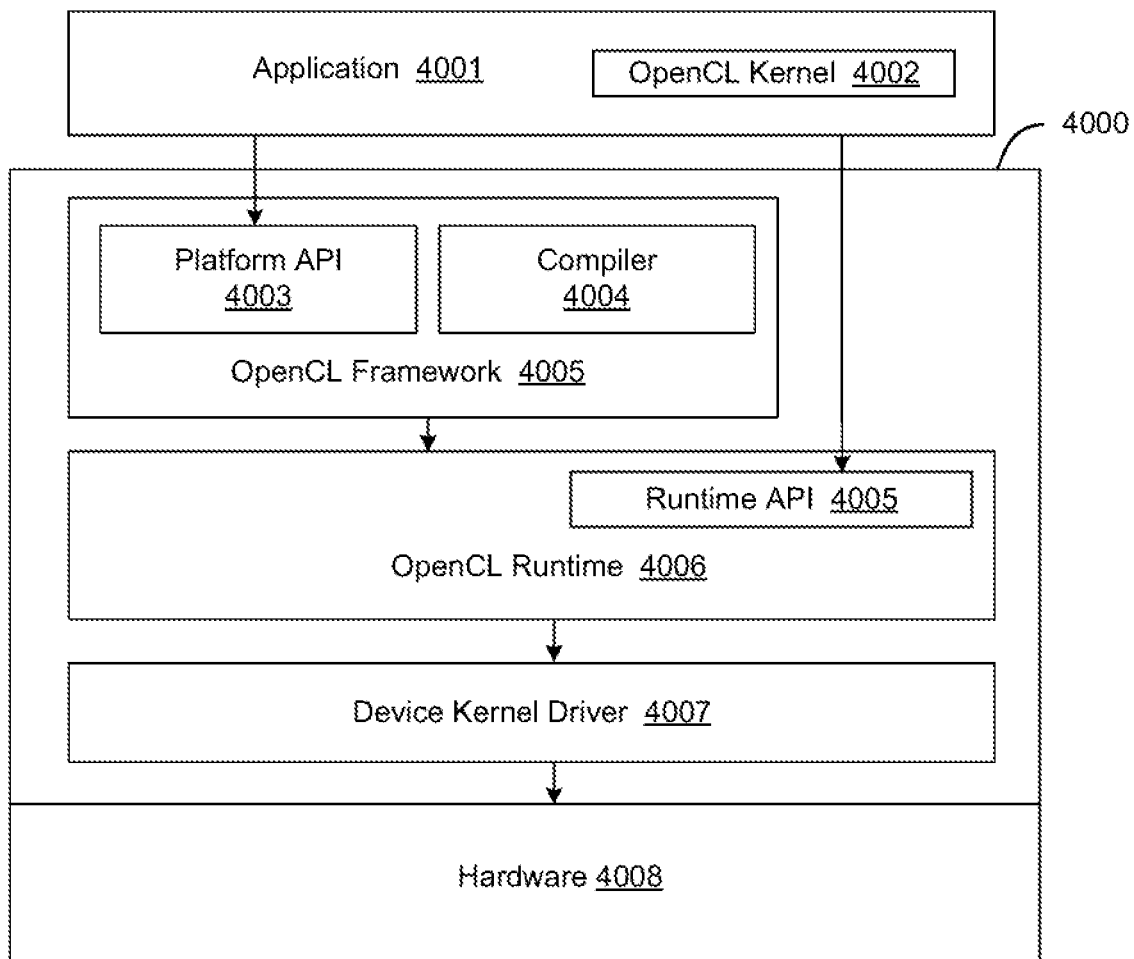 Application 4001
OpenCL Kernel 4002
4000
Platform API
4003
Compiler
4004
OpenCL Framework 4005
Runtime API 4005
OpenCL Runtime 4006
Device Kernel Driver 4007
Hardware 4008